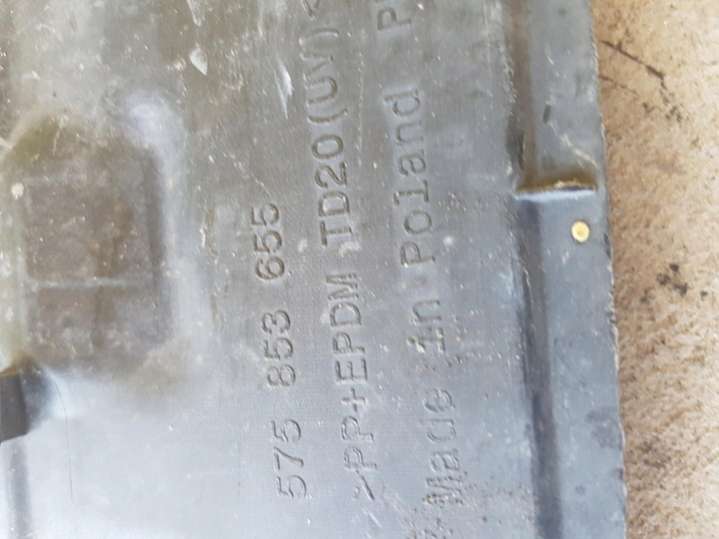 575 853 655
>PP+EPDM TD20(UV)<
Made in Poland